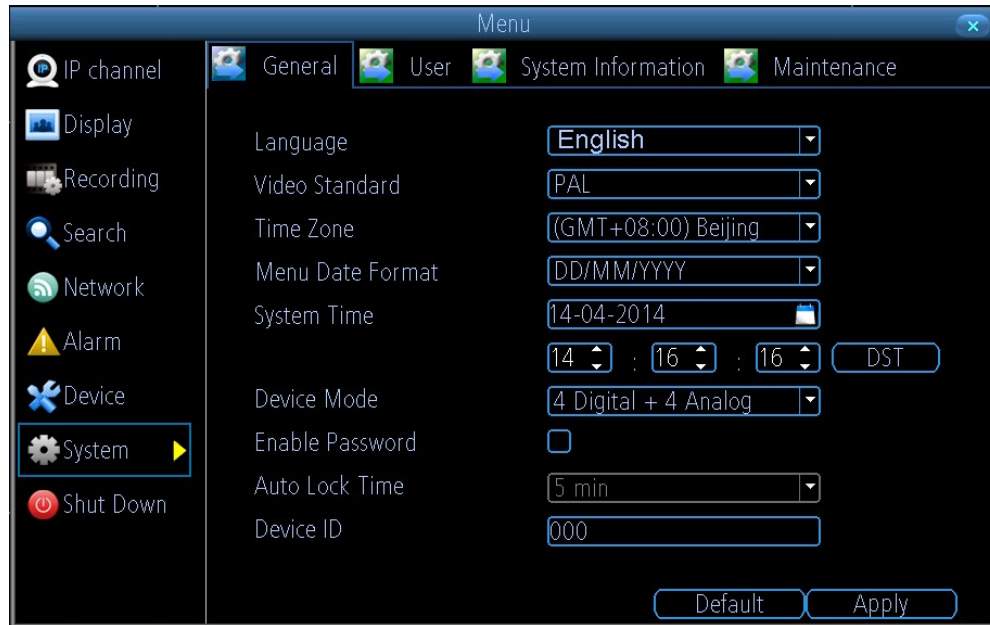 Menu
IP channel
Display
Recording
Search
Network
Alarm
Device
System
Shut Down
General User System Information Maintenance
Language English
Video Standard PAL
Time Zone (GMT+08:00) Beijing
Menu Date Format DD/MM/YYYY
System Time 14-04-2014
14 : 16 : 16 DST
Device Mode 4 Digital + 4 Analog
Enable Password
Auto Lock Time 5 min
Device ID 000
Default Apply